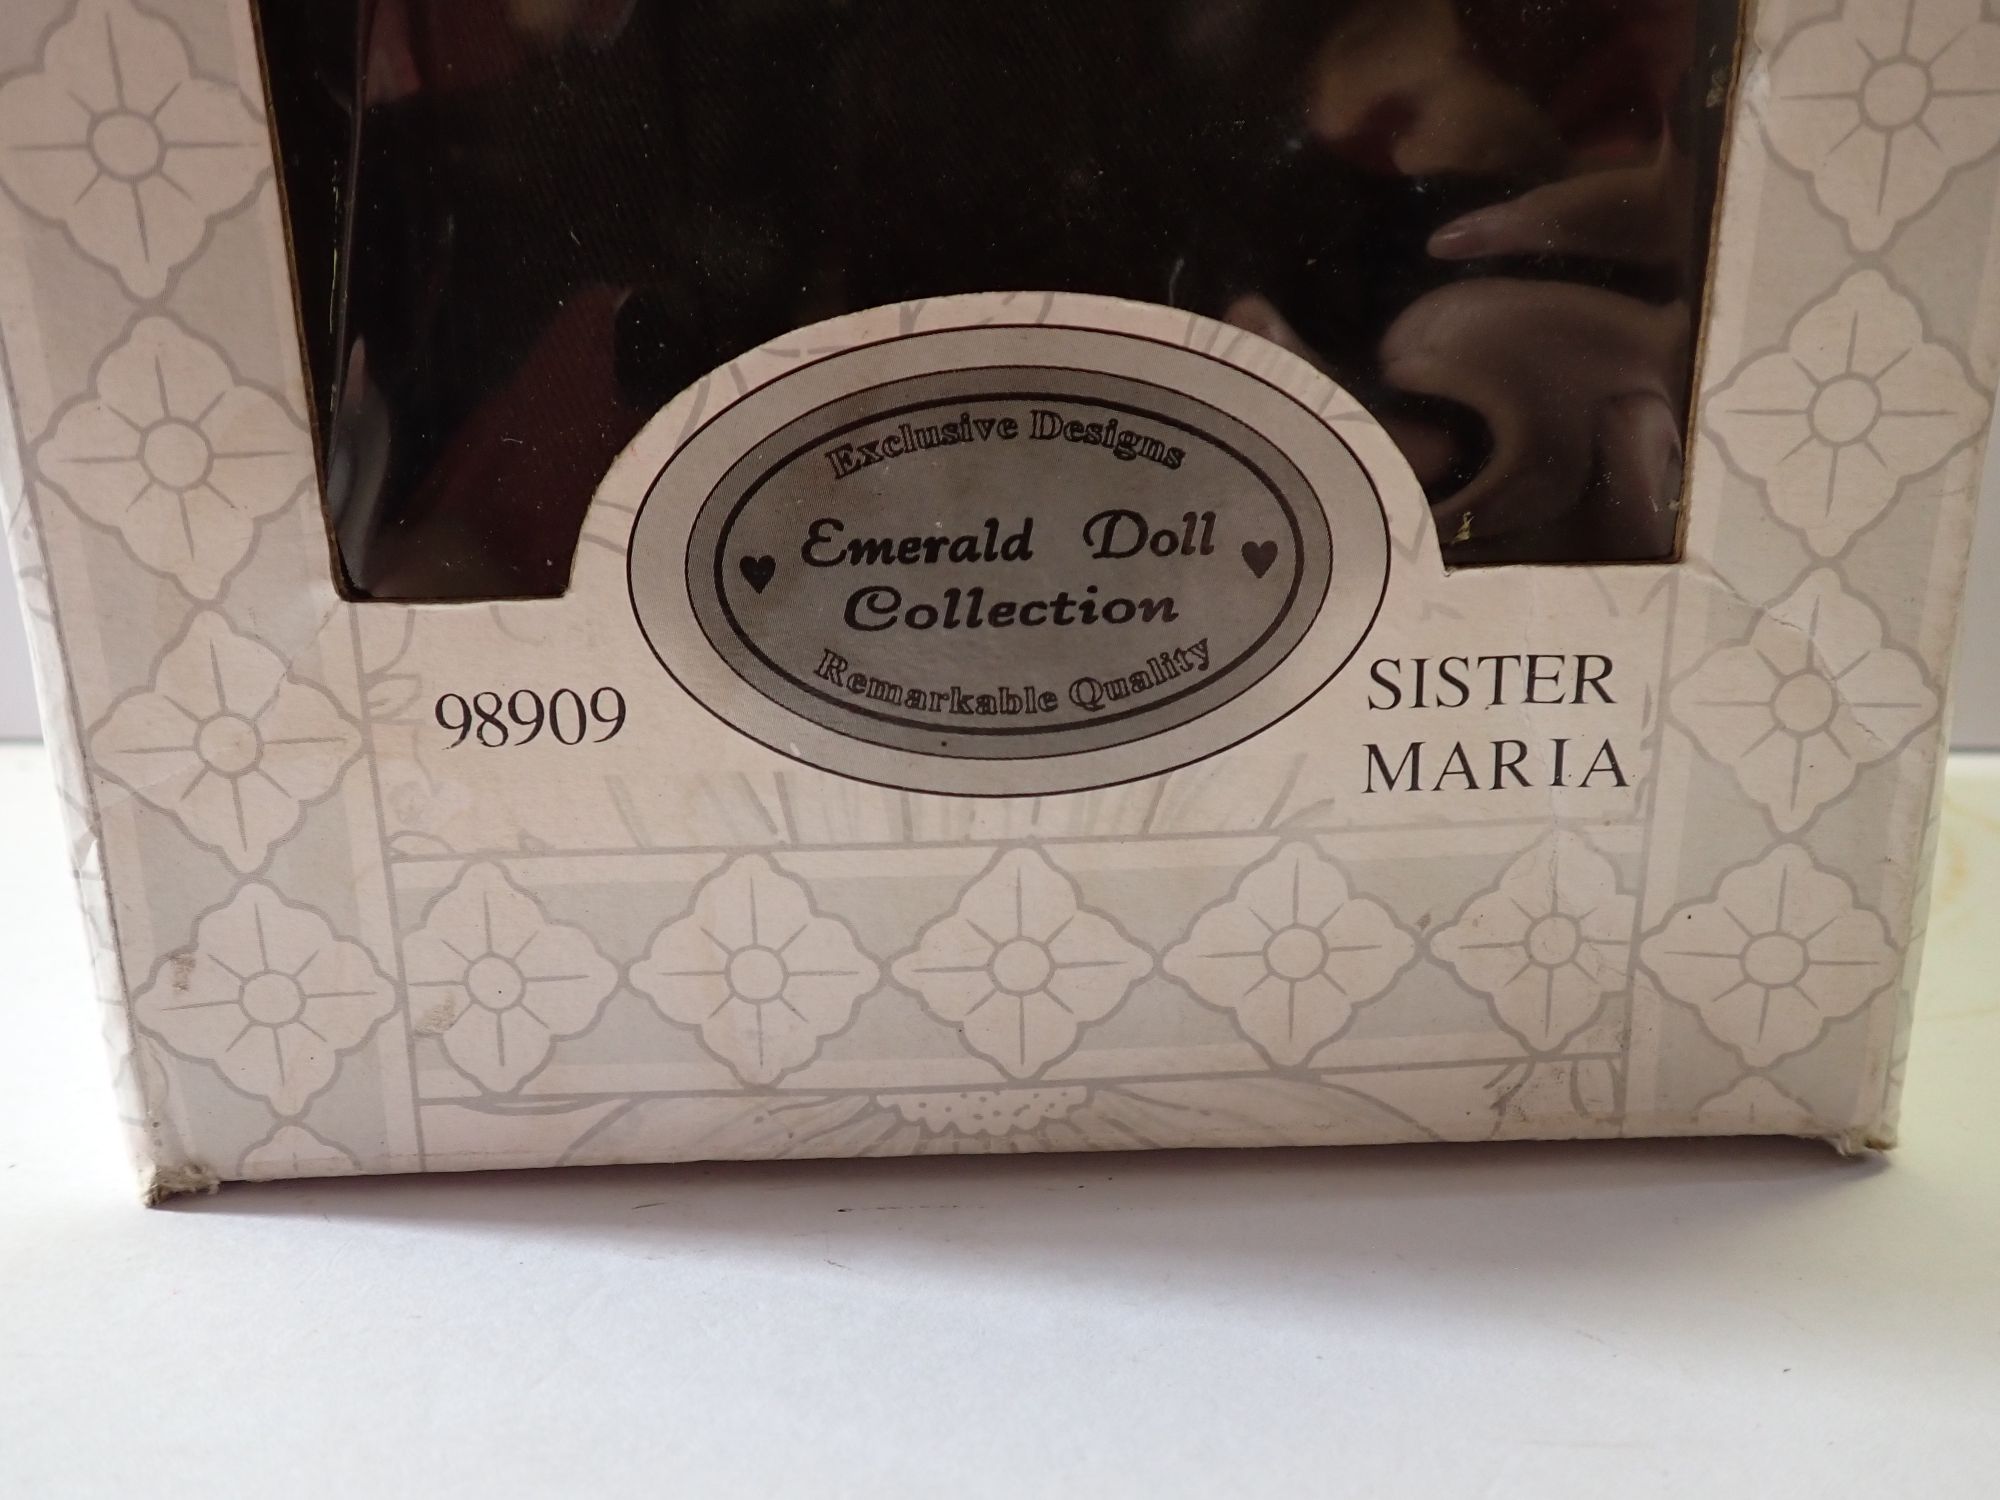 Exclusive Designs
Emerald Doll
Collection
Remarkable Quality
98909
SISTER
MARIA